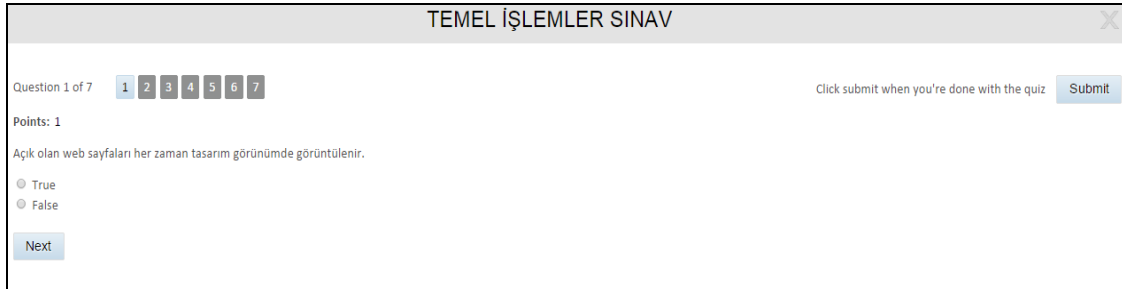 TEMEL İŞLEMLER SINAV
X
Question 1 of 7 1 2 3 4 5 6 7 Click submit when you're done with the quiz Submit
Points: 1
Açık olan web sayfaları her zaman tasarım görünümde görüntülenir.
True
False
Next